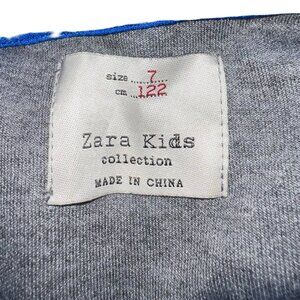 size 7
cm 122
Zara Kids
collection
MADE IN CHINA